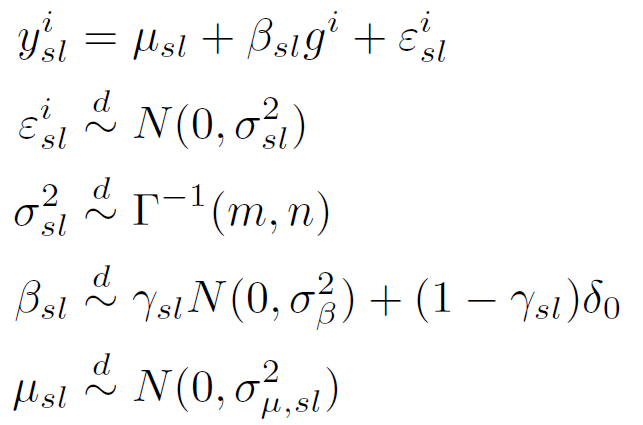 $y^i_{sl} = \mu_{sl} + \beta_{sl} g^i + \varepsilon^i_{sl}$
$\varepsilon^i_{sl} \overset{d}{\sim} N(0, \sigma^2_{sl})$
$\sigma^2_{sl} \overset{d}{\sim} \Gamma^{-1}(m, n)$
$\beta_{sl} \overset{d}{\sim} \gamma_{sl} N(0, \sigma^2_\beta) + (1 - \gamma_{sl})\delta_0$
$\mu_{sl} \overset{d}{\sim} N(0, \sigma^2_{\mu,sl})$